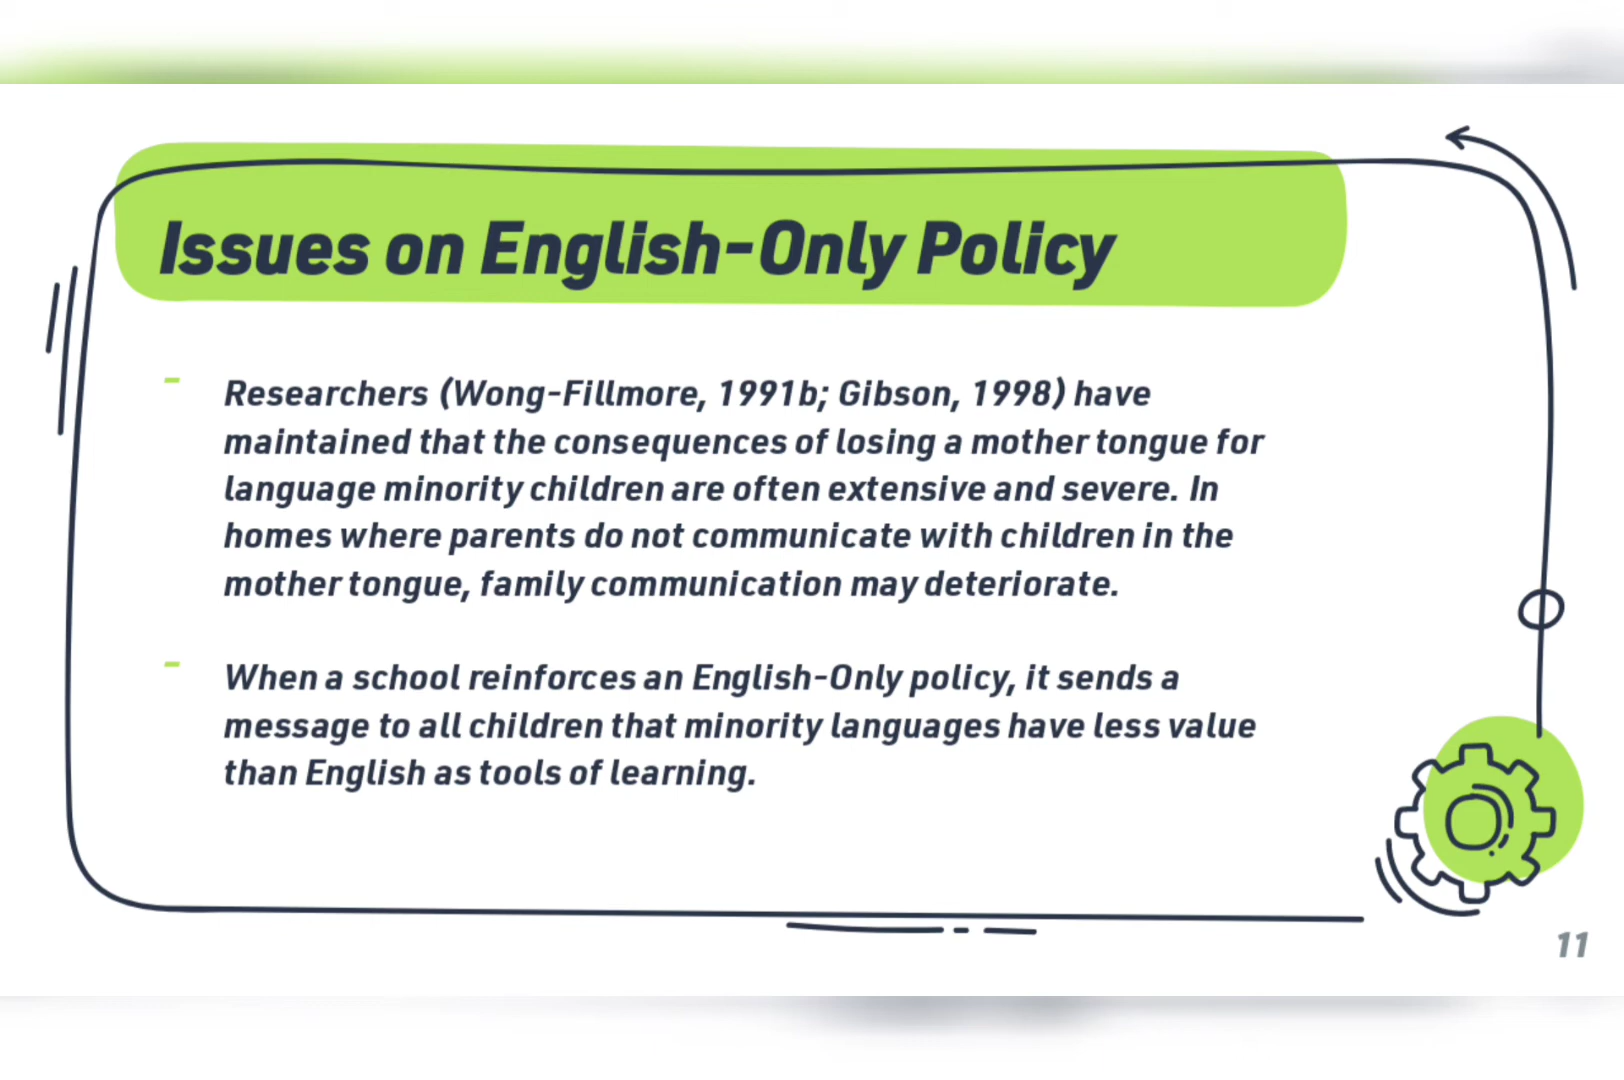 Issues on English-Only Policy
- Researchers (Wong-Fillmore, 1991b; Gibson, 1998) have
maintained that the consequences of losing a mother tongue for
language minority children are often extensive and severe. In
homes where parents do not communicate with children in the
mother tongue, family communication may deteriorate.
- When a school reinforces an English-Only policy, it sends a
message to all children that minority languages have less value
than English as tools of learning.
11